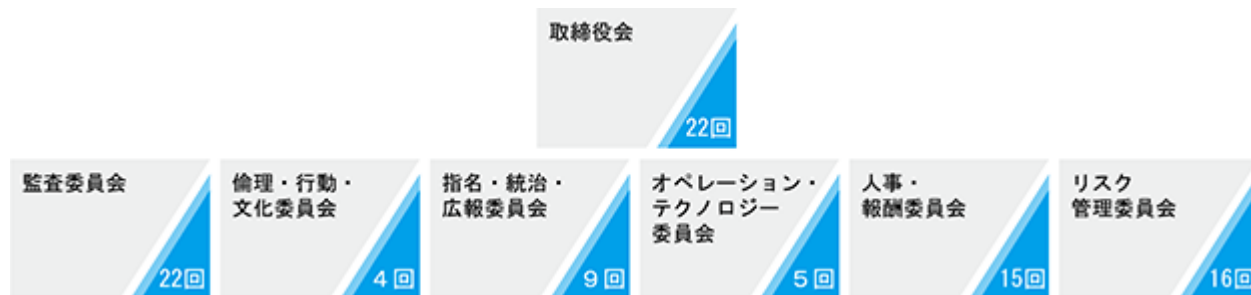 取締役会
22回
監査委員会
22回
倫理・行動・
文化委員会
4回
指名・統治・
広報委員会
9回
オペレーション・
テクノロジー
委員会
5回
人事・
報酬委員会
15回
リスク
管理委員会
16回